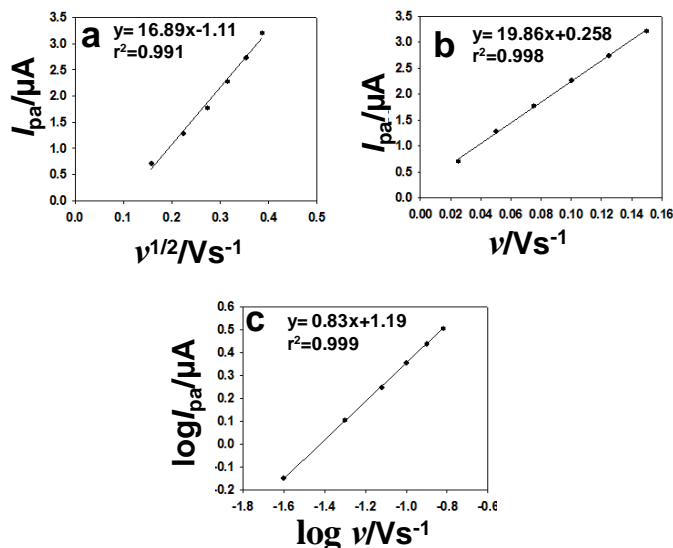 a
y= 16.89x-1.11
r²=0.991
Ipa/µA
3.5
3.0
2.5
2.0
1.5
1.0
0.5
0.0
0.0 0.1 0.2 0.3 0.4 0.5
v1/2/Vs-1
b
y= 19.86x+0.258
r²=0.998
Ipa/µA
3.5
3.0
2.5
2.0
1.5
1.0
0.5
0.0
0.00 0.02 0.04 0.06 0.08 0.10 0.12 0.14 0.16
v/Vs-1
c
y= 0.83x+1.19
r²=0.999
logIpa/µA
0.6
0.5
0.4
0.3
0.2
0.1
0.0
-0.1
-0.2
-1.8 -1.6 -1.4 -1.2 -1.0 -0.8 -0.6
log v/Vs-1